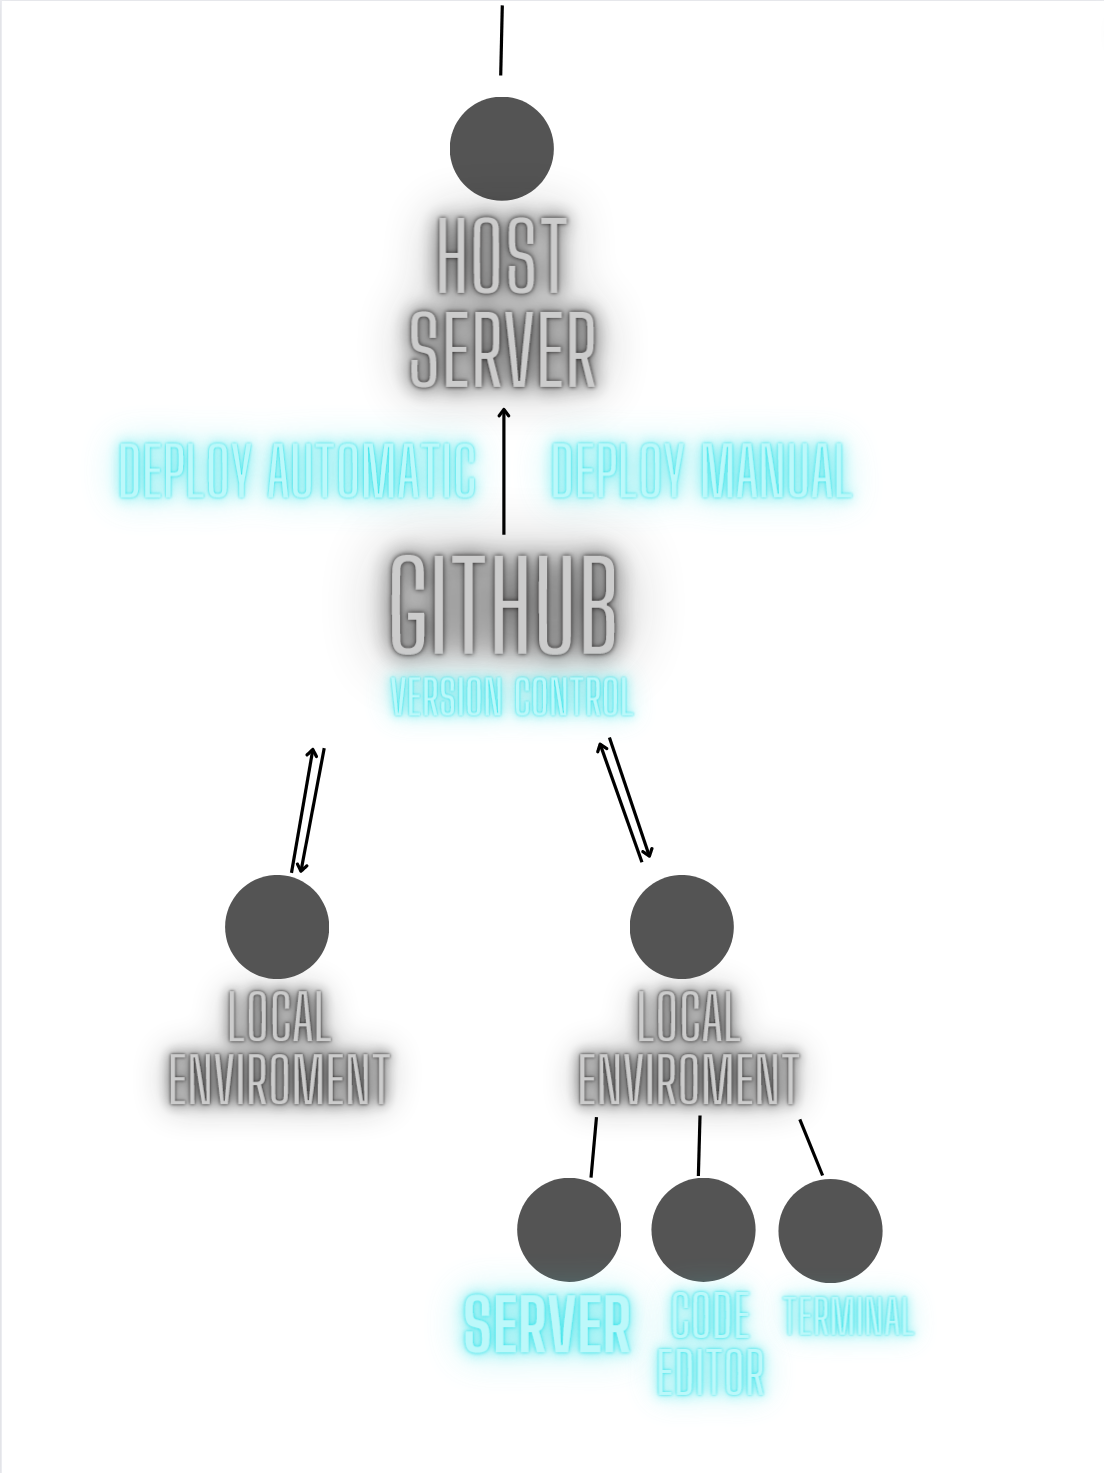 HOST
SERVER
DEPLOY AUTOMATIC
DEPLOY MANUAL
GITHUB
VERSION CONTROL
LOCAL
ENVIROMENT
LOCAL
ENVIROMENT
SERVER
CODE
EDITOR
TERMINAL